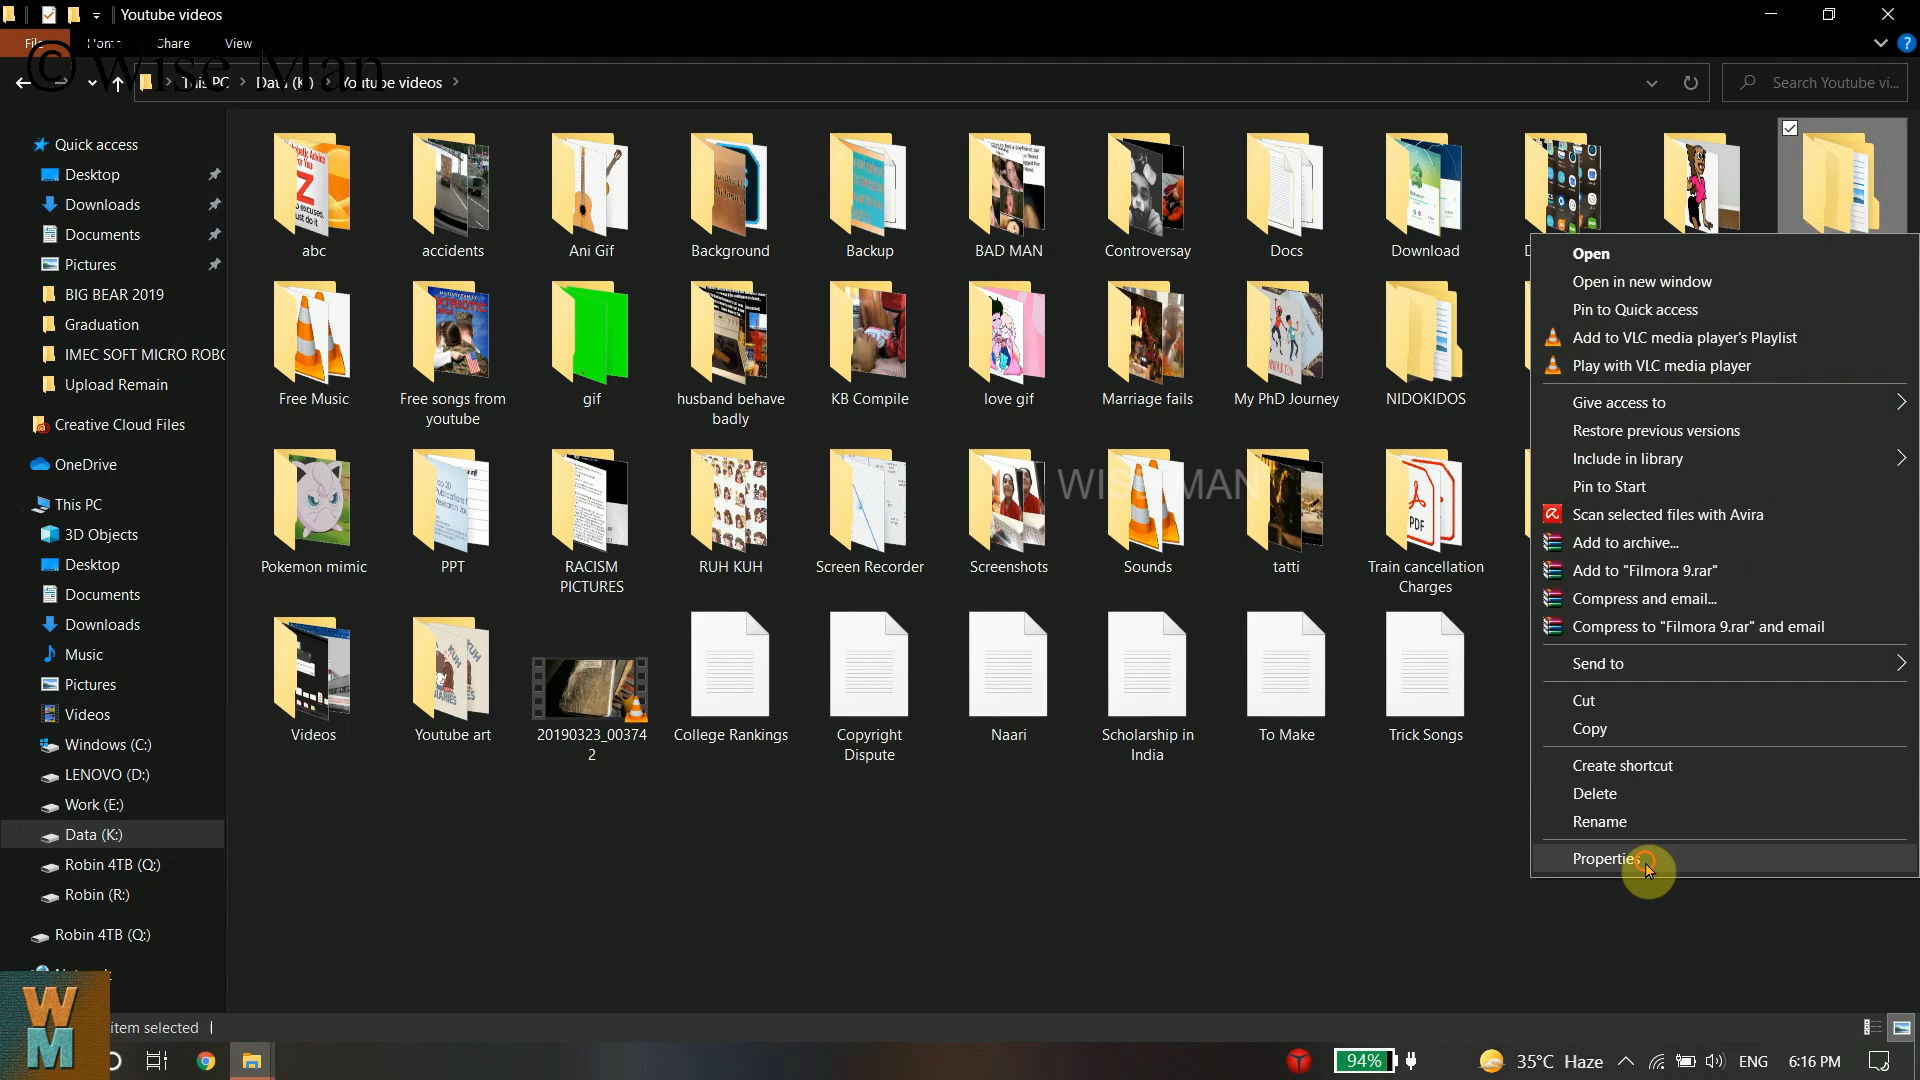 Youtube videos
File Home Share View
© Wise Man
This PC > Data (K:) > Youtube videos >
Search Youtube vi...
Quick access
Desktop
Downloads
Documents
Pictures
BIG BEAR 2019
Graduation
IMEC SOFT MICRO ROBO
Upload Remain
Creative Cloud Files
OneDrive
This PC
3D Objects
Desktop
Documents
Downloads
Music
Pictures
Videos
Windows (C:)
LENOVO (D:)
Work (E:)
Data (K:)
Robin 4TB (Q:)
Robin (R:)
Robin 4TB (Q:)
abc accidents Ani Gif Background Backup BAD MAN Controversay Docs Download
Free Music Free songs from youtube gif husband behave badly KB Compile love gif Marriage fails My PhD Journey NIDOKIDOS
WISE MAN
Pokemon mimic PPT RACISM PICTURES RUH KUH Screen Recorder Screenshots Sounds tatti Train cancellation Charges
Videos Youtube art 20190323_003742 College Rankings Copyright Dispute Naari Scholarship in India To Make Trick Songs
Open
Open in new window
Pin to Quick access
Add to VLC media player's Playlist
Play with VLC media player
Give access to
Restore previous versions
Include in library
Pin to Start
Scan selected files with Avira
Add to archive...
Add to "Filmora 9.rar"
Compress and email...
Compress to "Filmora 9.rar" and email
Send to
Cut
Copy
Create shortcut
Delete
Rename
Properties
WM
item selected
94% 35°C Haze ENG 6:16 PM